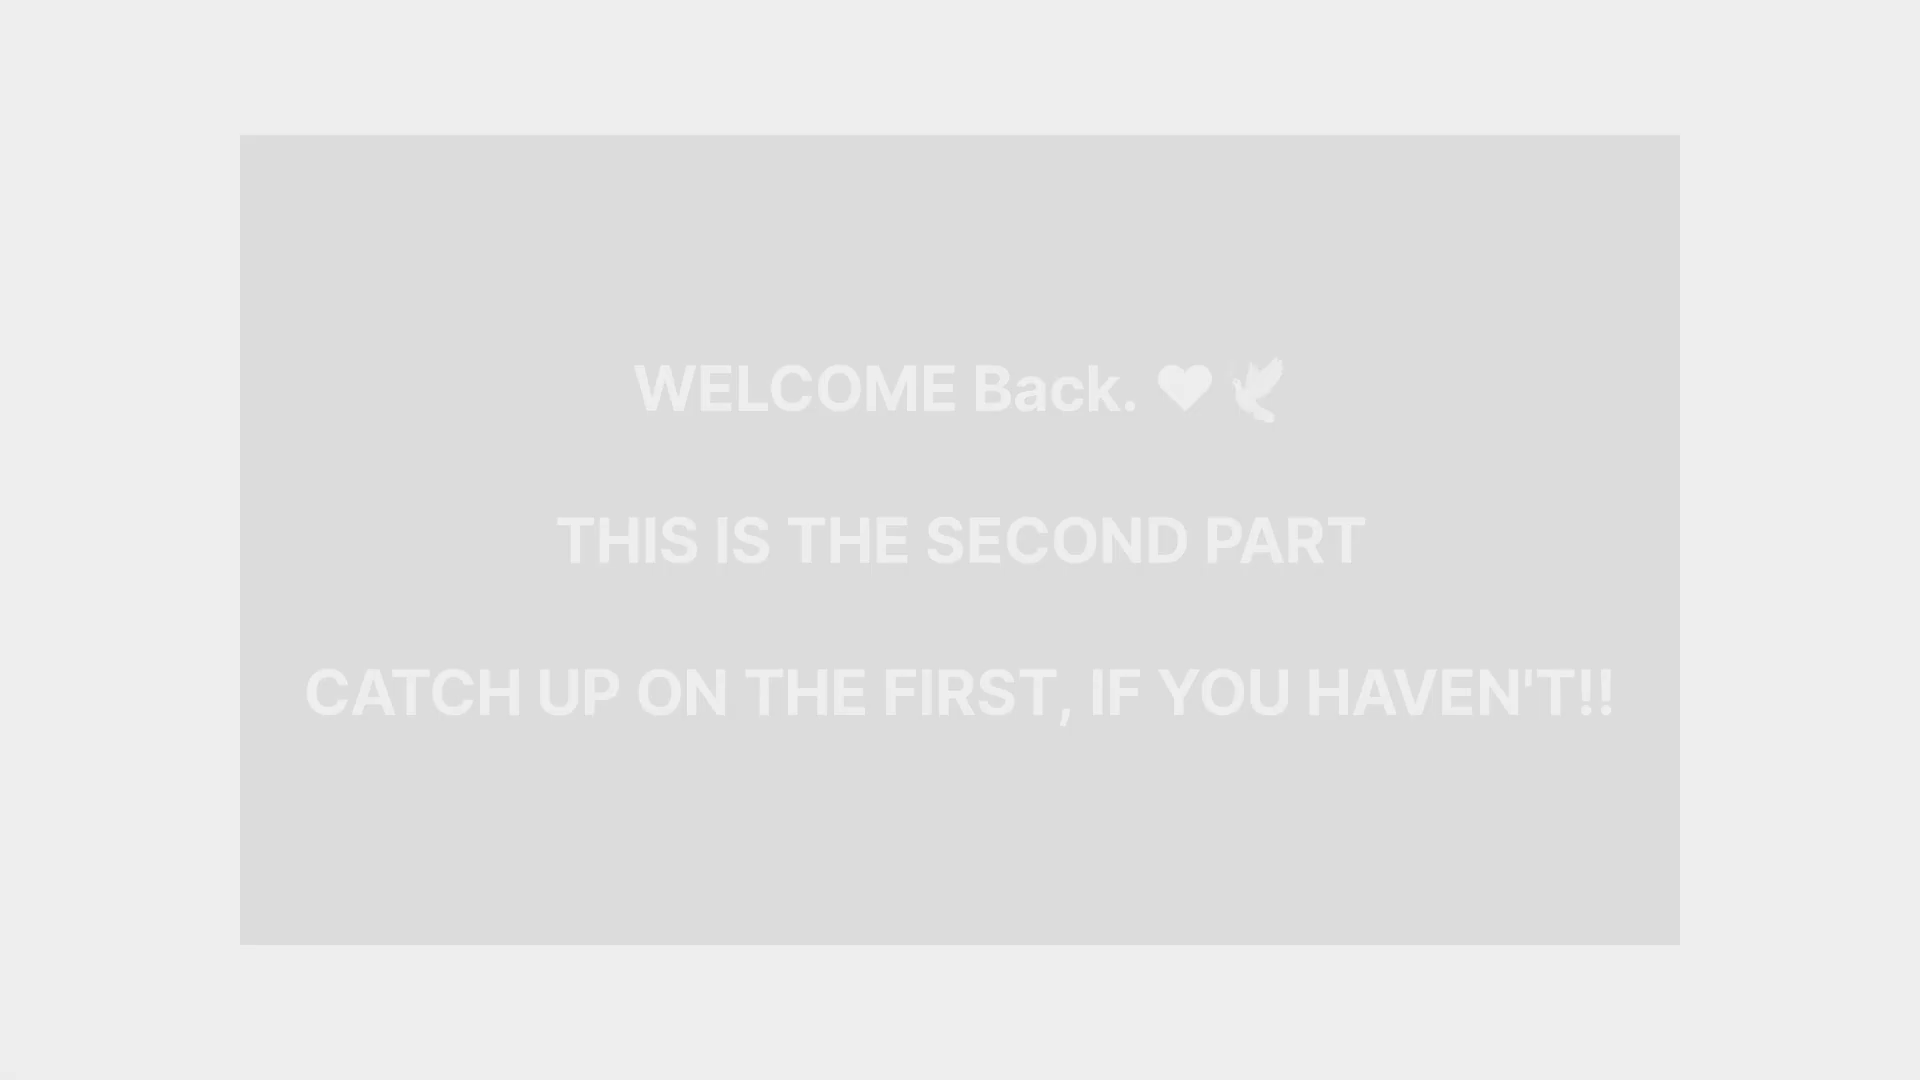 WELCOME Back. 🤍🕊️
THIS IS THE SECOND PART
CATCH UP ON THE FIRST, IF YOU HAVEN'T!!